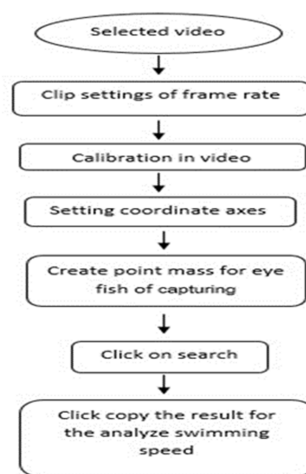 Selected video
Clip settings of frame rate
Calibration in video
Setting coordinate axes
Create point mass for eye
fish of capturing
Click on search
Click copy the result for
the analyze swimming
speed